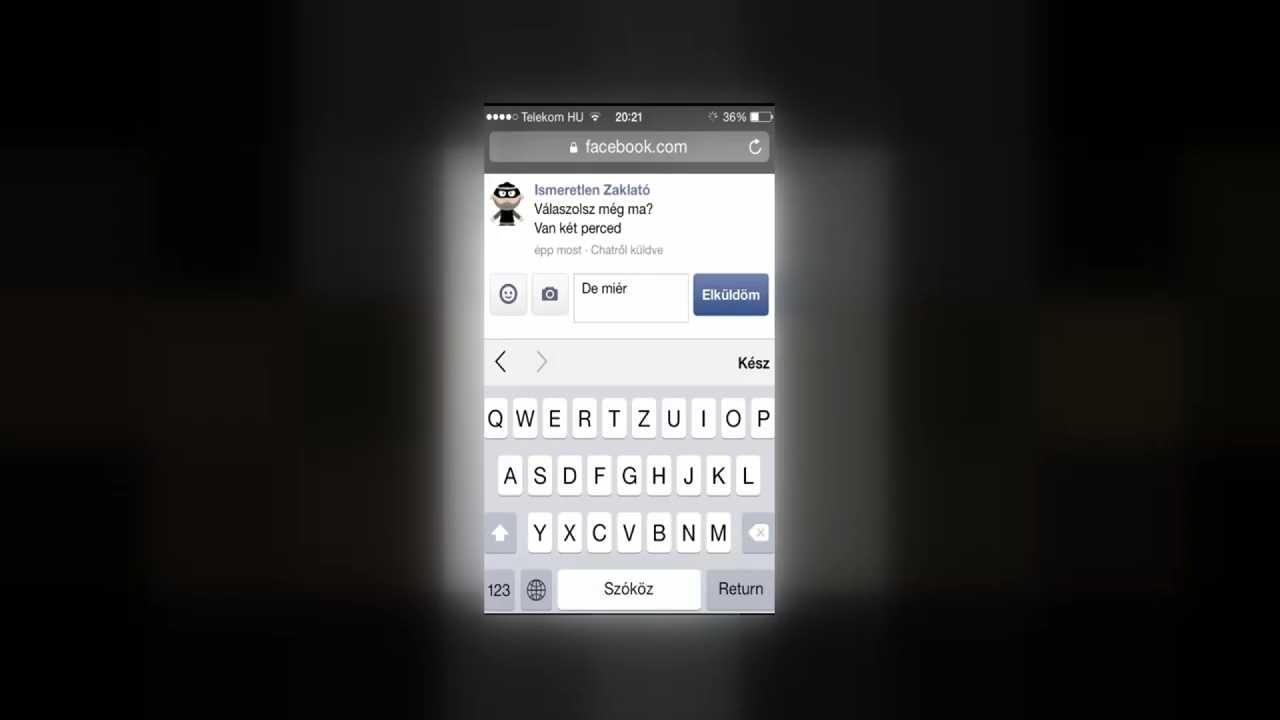 Telekom HU 20:21 36%
facebook.com
Ismeretlen Zaklató
Válaszolsz még ma?
Van két perced
épp most · Chatről küldve
De miér
Elküldöm
Kész
Q W E R T Z U I O P
A S D F G H J K L
Y X C V B N M
123 Szóköz Return